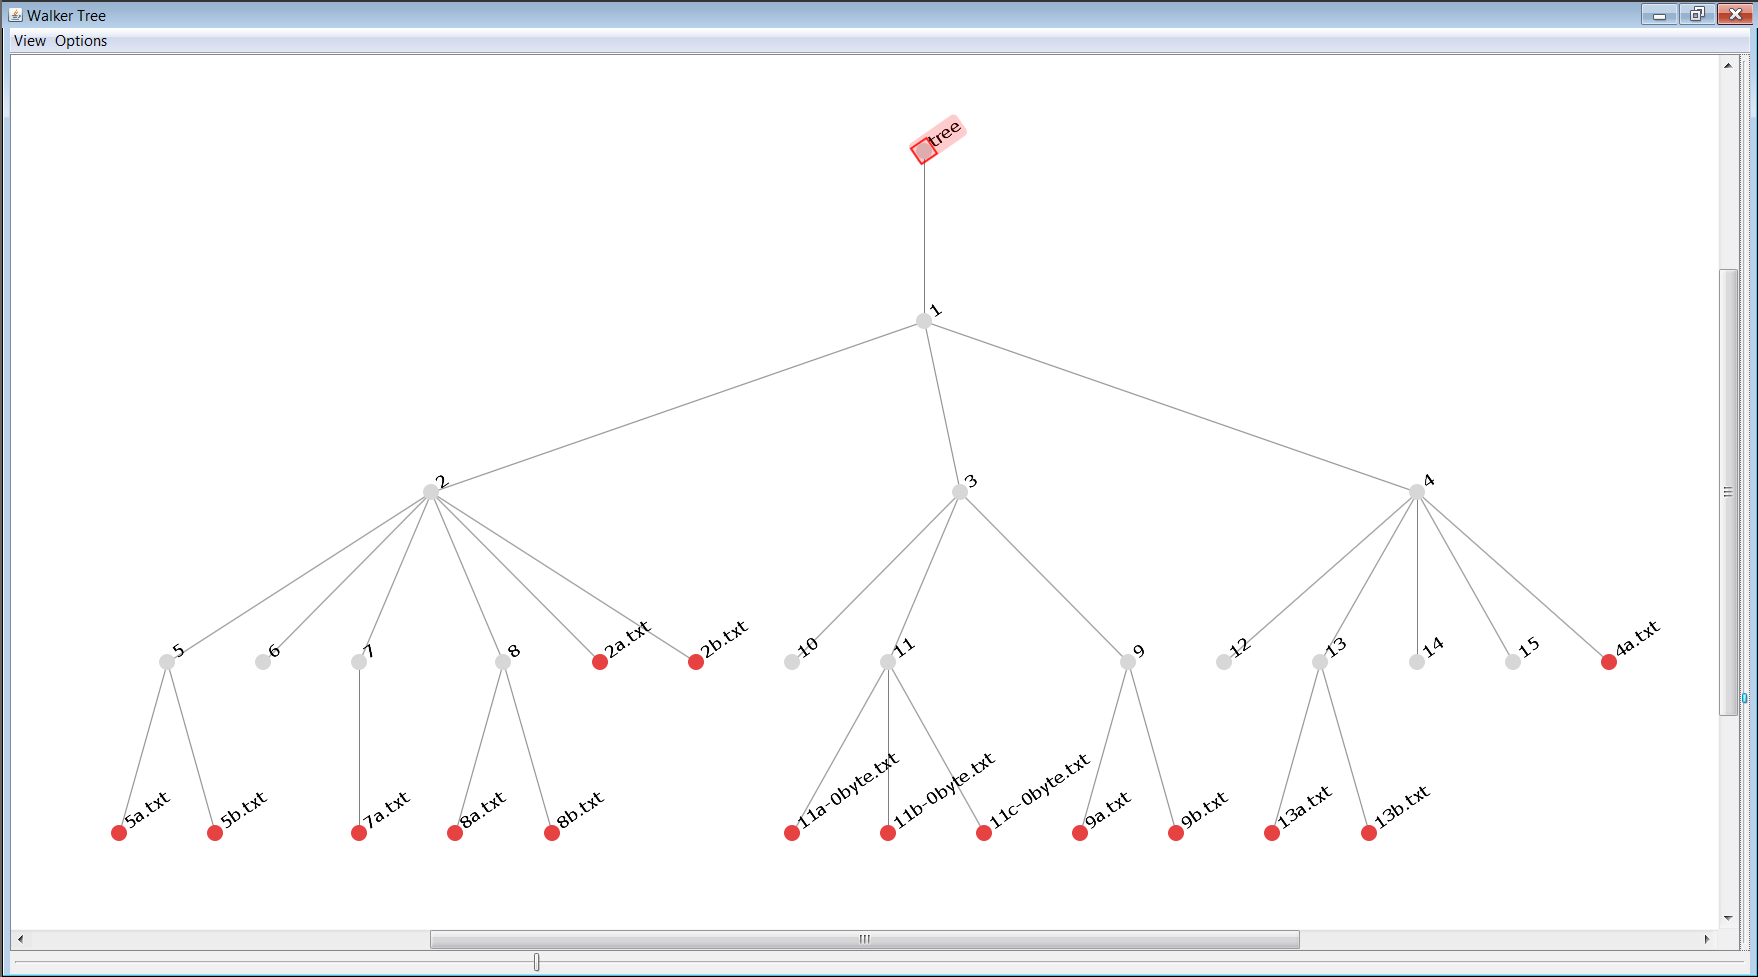 Walker Tree
View Options
tree
1
2
3
4
5
6
7
8
2a.txt
2b.txt
10
11
9
12
13
14
15
4a.txt
5a.txt
5b.txt
7a.txt
8a.txt
8b.txt
11a-0byte.txt
11b-0byte.txt
11c-0byte.txt
9a.txt
9b.txt
13a.txt
13b.txt